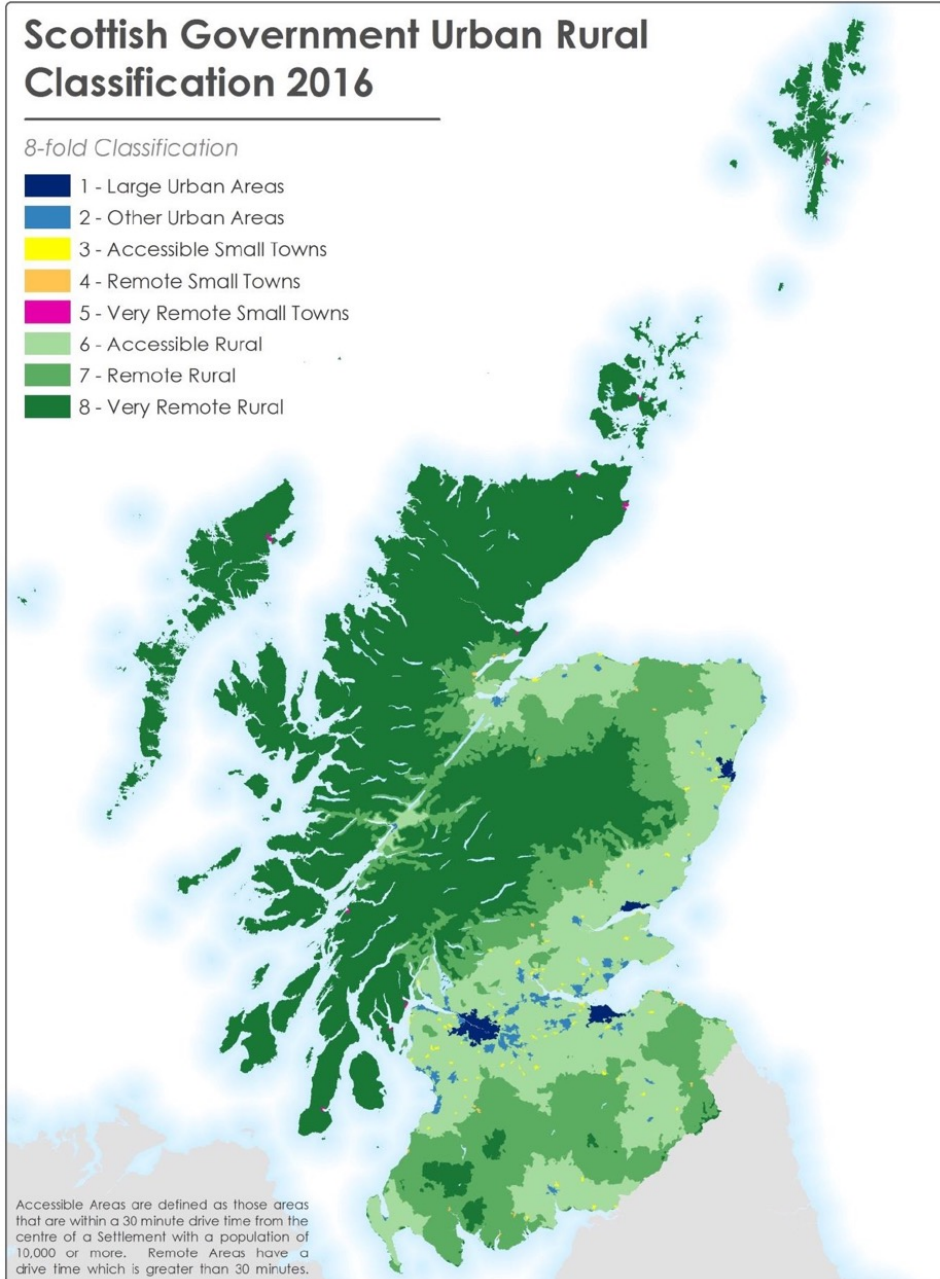 Scottish Government Urban Rural
Classification 2016
8-fold Classification
1 - Large Urban Areas
2 - Other Urban Areas
3 - Accessible Small Towns
4 - Remote Small Towns
5 - Very Remote Small Towns
6 - Accessible Rural
7 - Remote Rural
8 - Very Remote Rural
Accessible Areas are defined as those areas
that are within a 30 minute drive time from the
centre of a Settlement with a population of
10,000 or more. Remote Areas have a
drive time which is greater than 30 minutes.